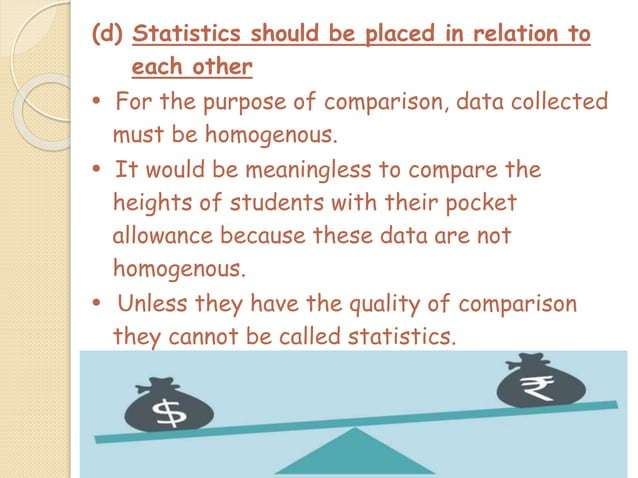 (d) Statistics should be placed in relation to
each other
• For the purpose of comparison, data collected
must be homogenous.
• It would be meaningless to compare the
heights of students with their pocket
allowance because these data are not
homogenous.
• Unless they have the quality of comparison
they cannot be called statistics.
$
₹